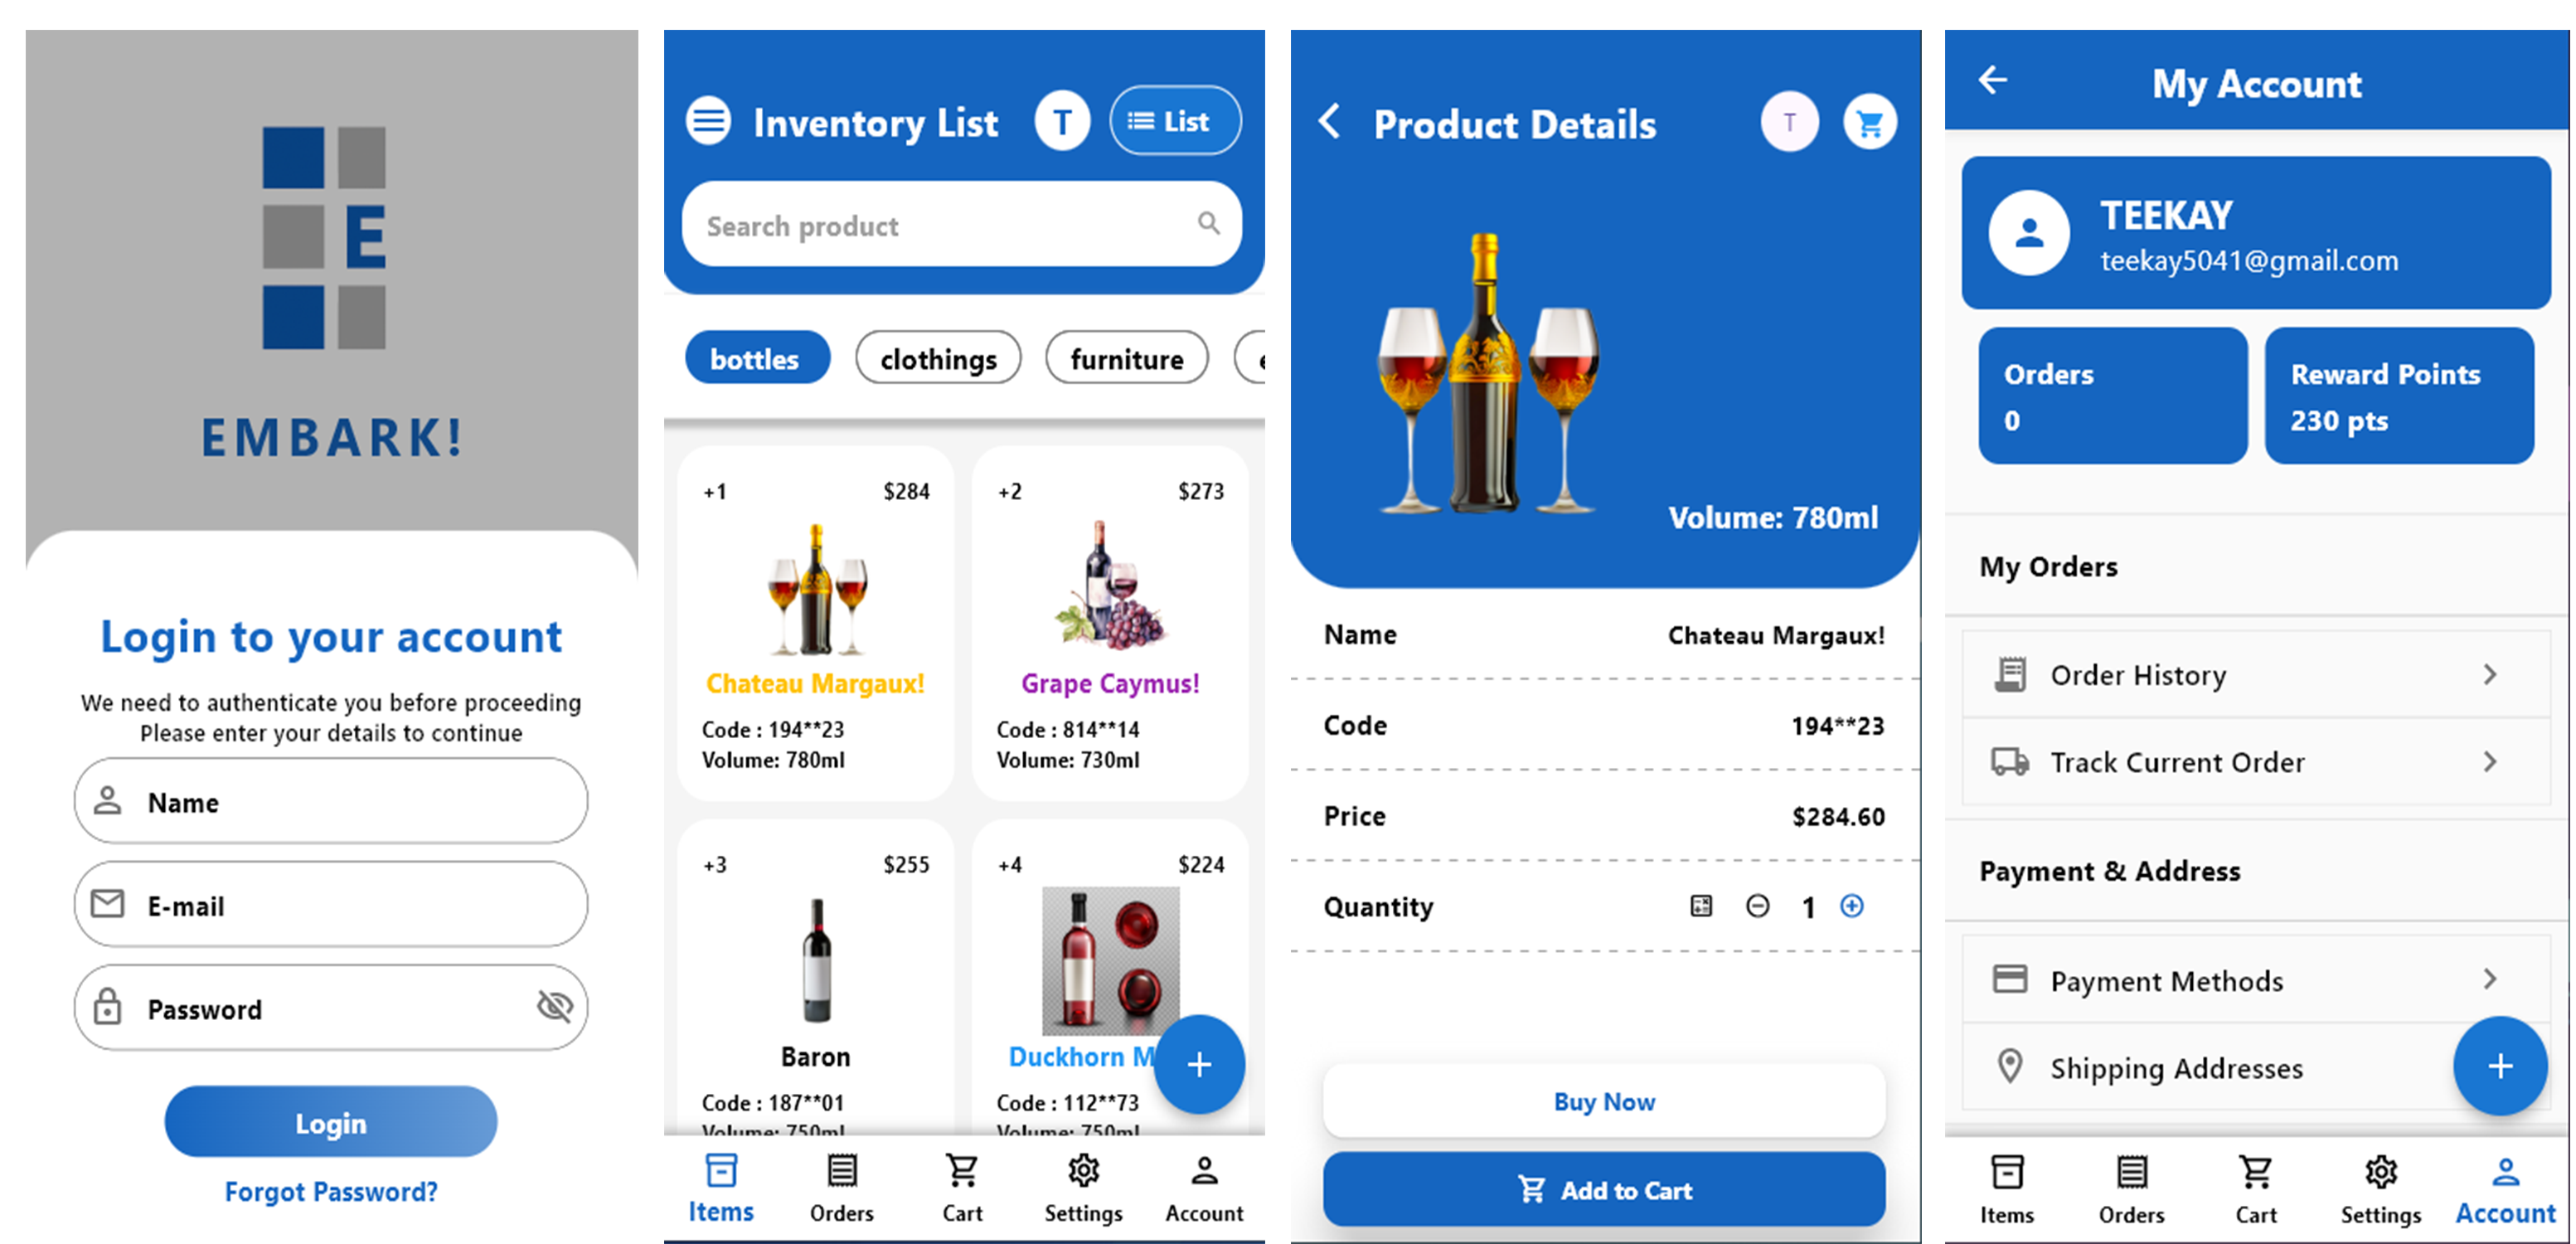 E
EMBARK!
Login to your account
We need to authenticate you before proceeding
Please enter your details to continue
Name
E-mail
Password
Login
Forgot Password?
Inventory List
T
List
Search product
bottles
clothings
furniture
+1 $284
Chateau Margaux!
Code : 194**23
Volume: 780ml
+2 $273
Grape Caymus!
Code : 814**14
Volume: 730ml
+3 $255
Baron
Code : 187**01
Volume: 750ml
+4 $224
Duckhorn M
Code : 112**73
Volume: 750ml
Items
Orders
Cart
Settings
Account
Product Details
T
Volume: 780ml
Name Chateau Margaux!
Code 194**23
Price $284.60
Quantity 1
Buy Now
Add to Cart
My Account
TEEKAY
teekay5041@gmail.com
Orders
0
Reward Points
230 pts
My Orders
Order History
Track Current Order
Payment & Address
Payment Methods
Shipping Addresses
Items
Orders
Cart
Settings
Account